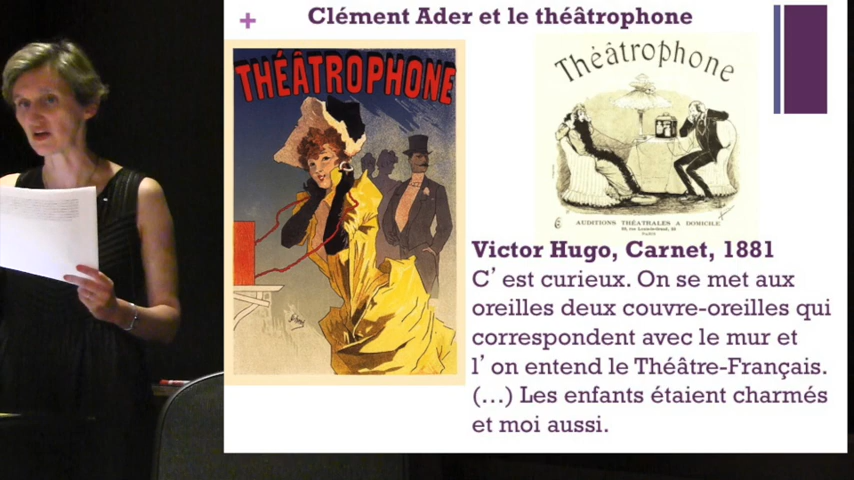 + Clément Ader et le théâtrophone
THÉÂTROPHONE
Théâtrophone
AUDITIONS THÉATRALES A DOMICILE
PARIS
Victor Hugo, Carnet, 1881
C’est curieux. On se met aux
oreilles deux couvre-oreilles qui
correspondent avec le mur et
l’on entend le Théâtre-Français.
(…) Les enfants étaient charmés
et moi aussi.